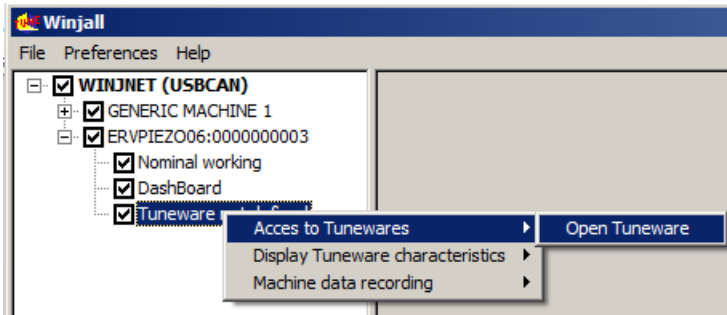 Winjall
File Preferences Help
WINJNET (USBCAN)
GENERIC MACHINE 1
ERVPIEZO06:0000000003
Nominal working
DashBoard
Tuneware
Acces to Tunewares
Open Tuneware
Display Tuneware characteristics
Machine data recording